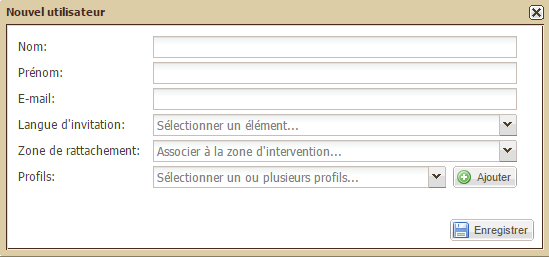 Nouvel utilisateur
Nom:
Prénom:
E-mail:
Langue d'invitation: Sélectionner un élément...
Zone de rattachement: Associer à la zone d'intervention...
Profils: Sélectionner un ou plusieurs profils... Ajouter
Enregistrer